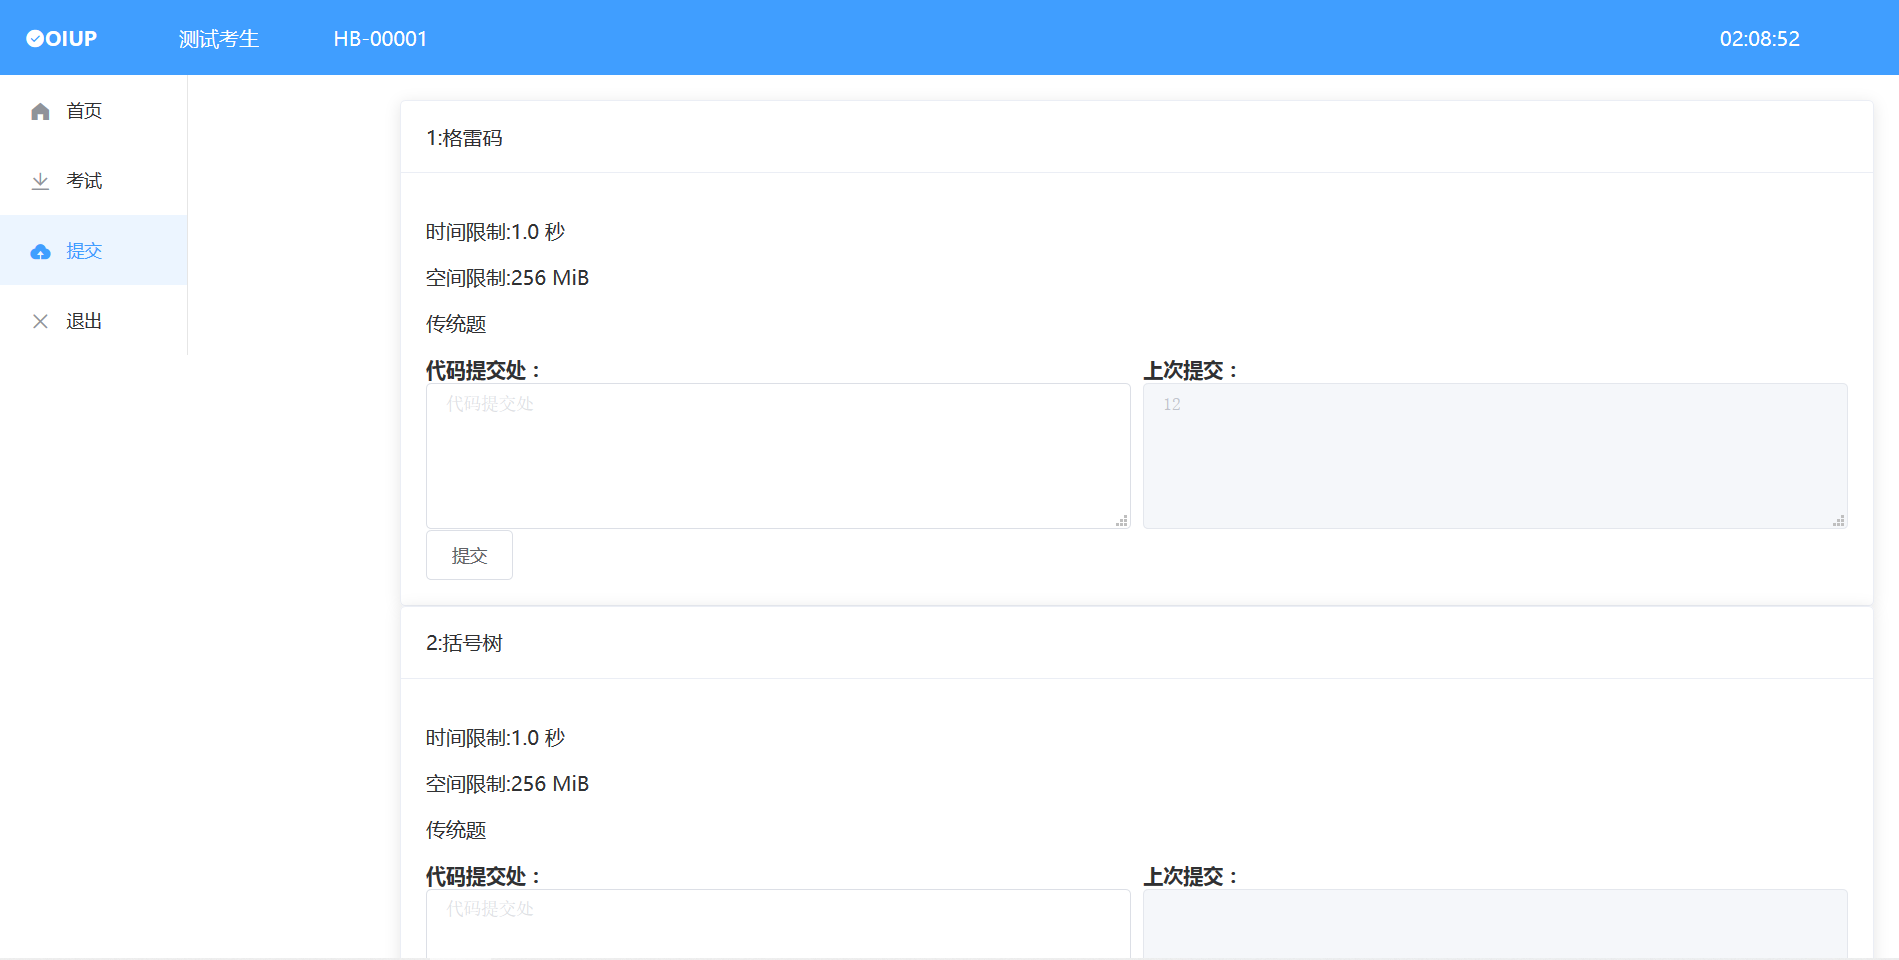 OIUP 测试考生 HB-00001 02:08:52
首页
考试
提交
退出
1:格雷码
时间限制:1.0 秒
空间限制:256 MiB
传统题
代码提交处：
代码提交处
上次提交：
12
提交
2:括号树
时间限制:1.0 秒
空间限制:256 MiB
传统题
代码提交处：
代码提交处
上次提交：